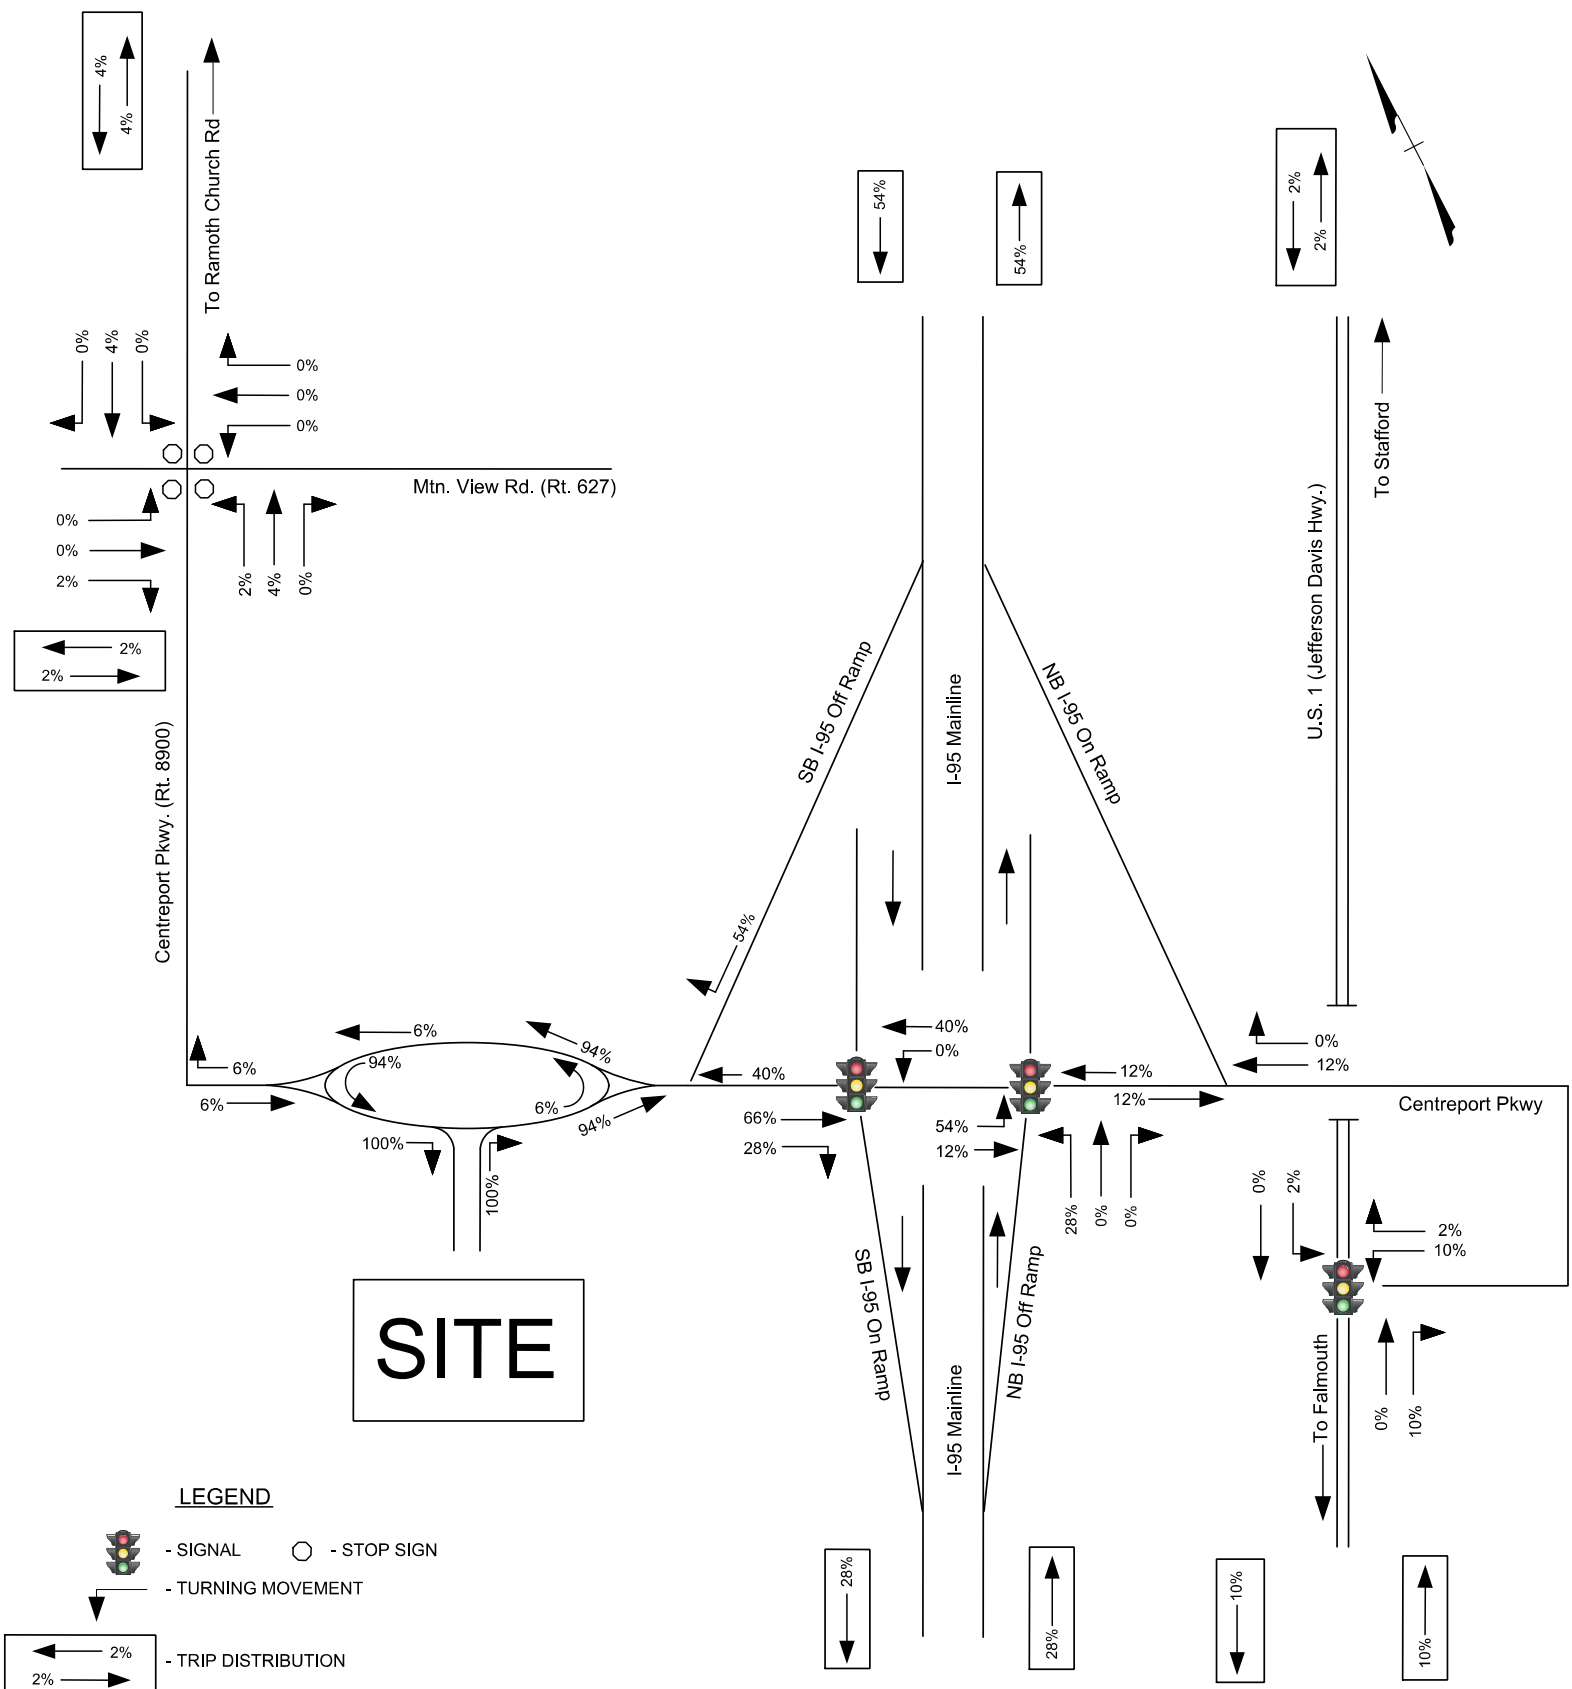 4%
4%
To Ramoth Church Rd
54%
54%
2%
2%
To Stafford
0%
4%
0%
0%
0%
0%
Mtn. View Rd. (Rt. 627)
0%
0%
2%
2%
4%
0%
2%
2%
Centreport Pkwy. (Rt. 8900)
SB I-95 Off Ramp
I-95 Mainline
NB I-95 On Ramp
U.S. 1 (Jefferson Davis Hwy.)
54%
6%
94%
94%
6%
6%
6%
94%
100%
100%
40%
40%
0%
66%
28%
54%
12%
12%
12%
0%
12%
Centreport Pkwy
28%
0%
0%
0%
2%
2%
10%
0%
10%
SB I-95 On Ramp
NB I-95 Off Ramp
I-95 Mainline
To Falmouth
SITE
28%
28%
10%
10%
LEGEND
- SIGNAL
- STOP SIGN
- TURNING MOVEMENT
2%
2%
- TRIP DISTRIBUTION